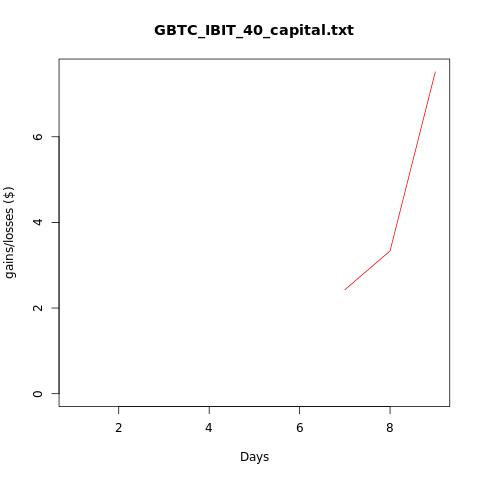 GBTC_IBIT_40_capital.txt
gains/losses ($)
6
4
2
0
2 4 6 8
Days